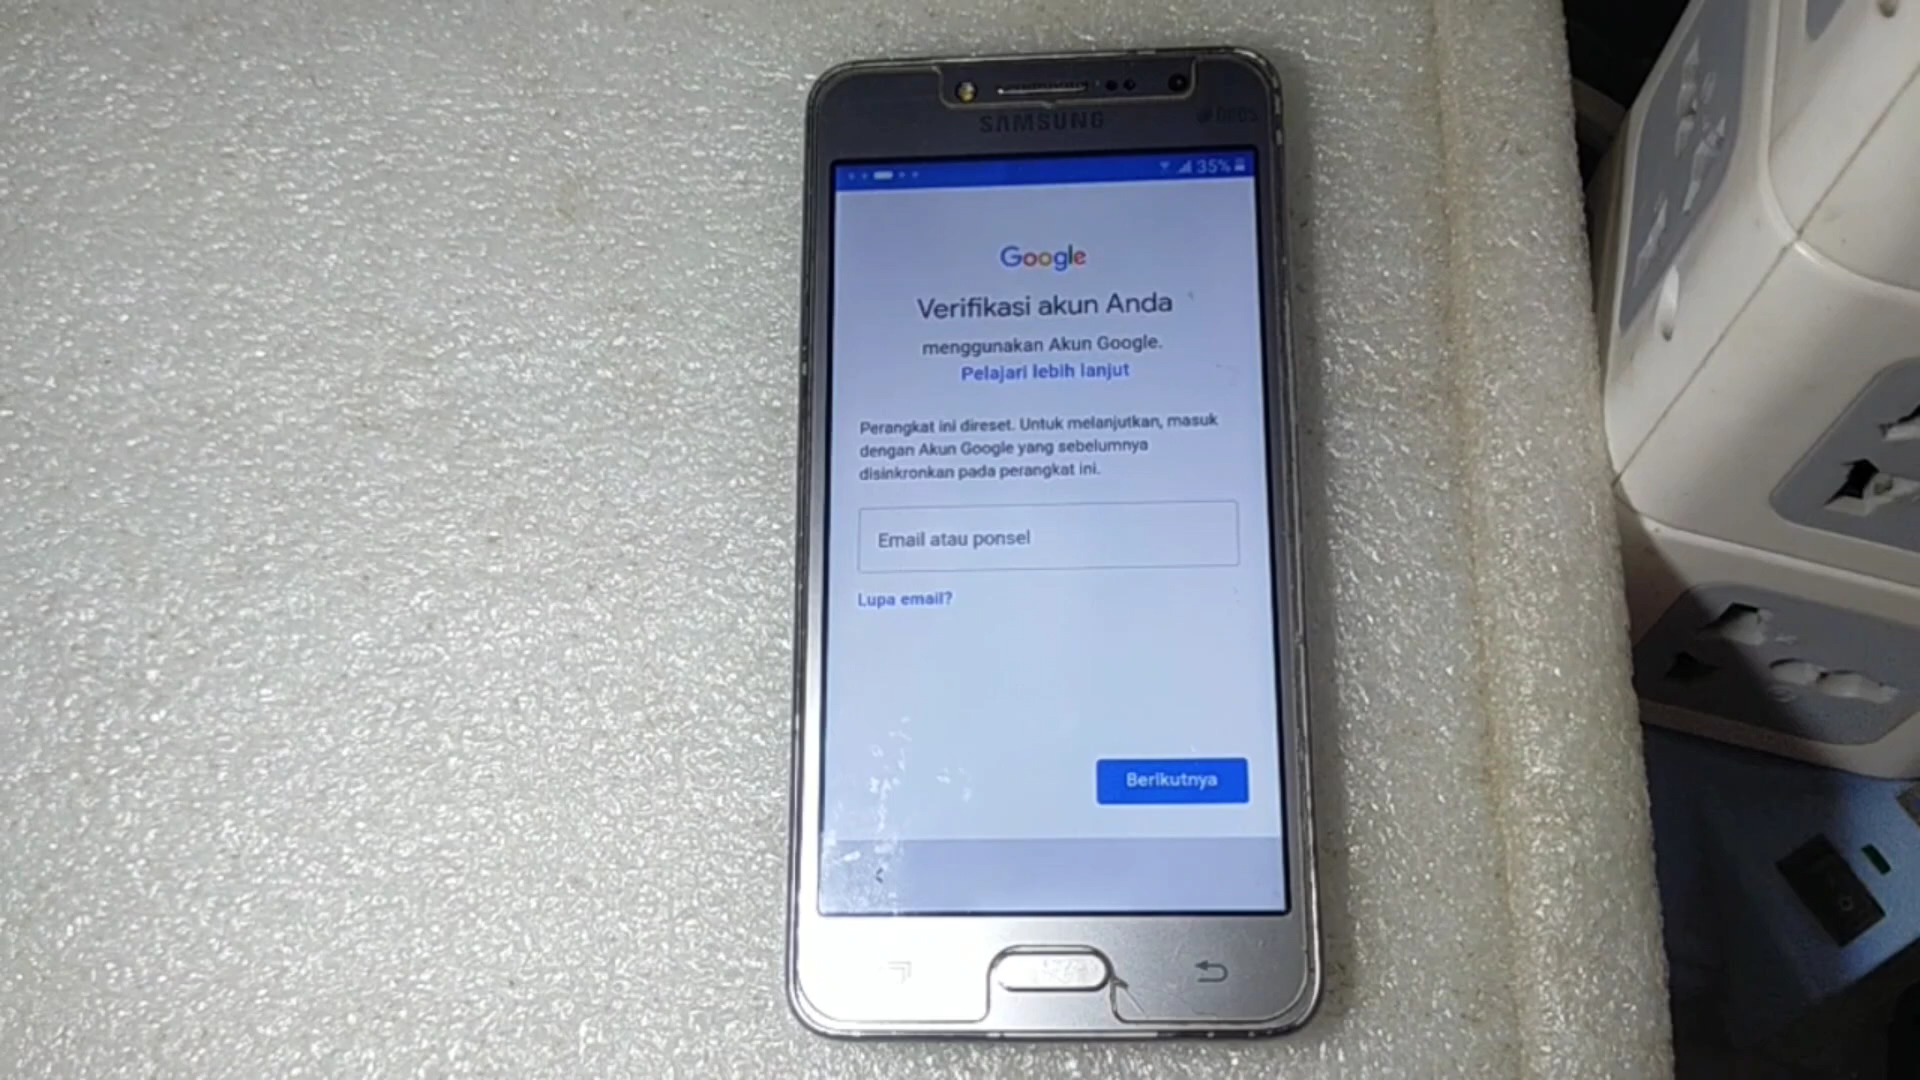 SAMSUNG
DUOS
35%
Google
Verifikasi akun Anda
menggunakan Akun Google.
Pelajari lebih lanjut
Perangkat ini direset. Untuk melanjutkan, masuk
dengan Akun Google yang sebelumnya
disinkronkan pada perangkat ini.
Email atau ponsel
Lupa email?
Berikutnya